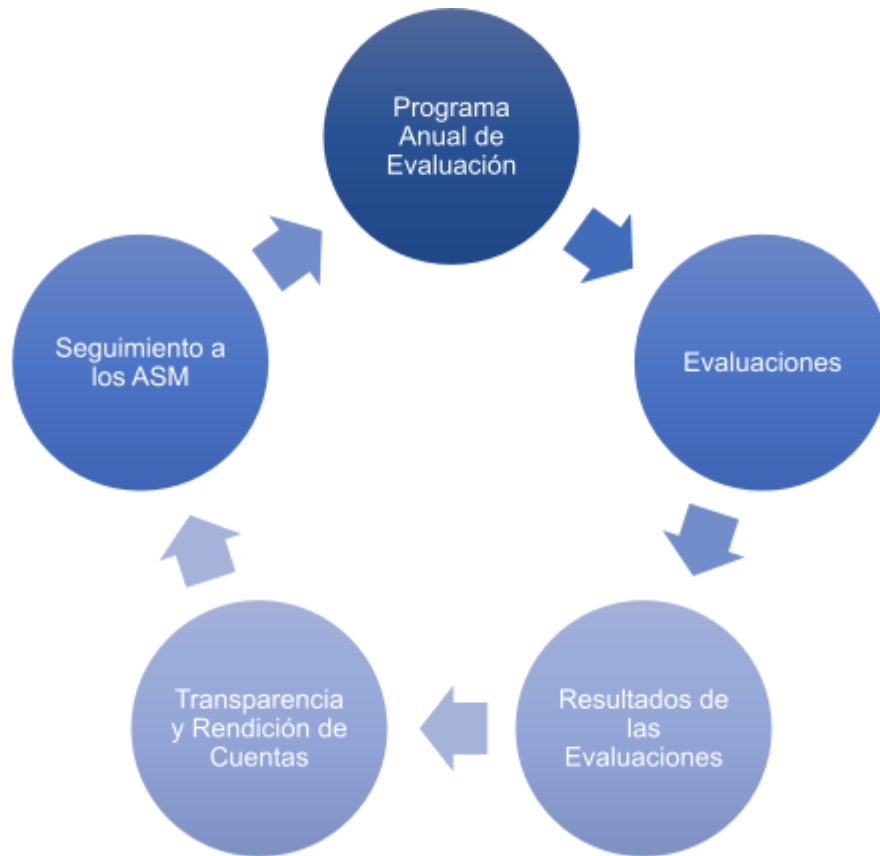 Programa
Anual de
Evaluación
Evaluaciones
Resultados de
las
Evaluaciones
Transparencia
y Rendición de
Cuentas
Seguimiento a
los ASM